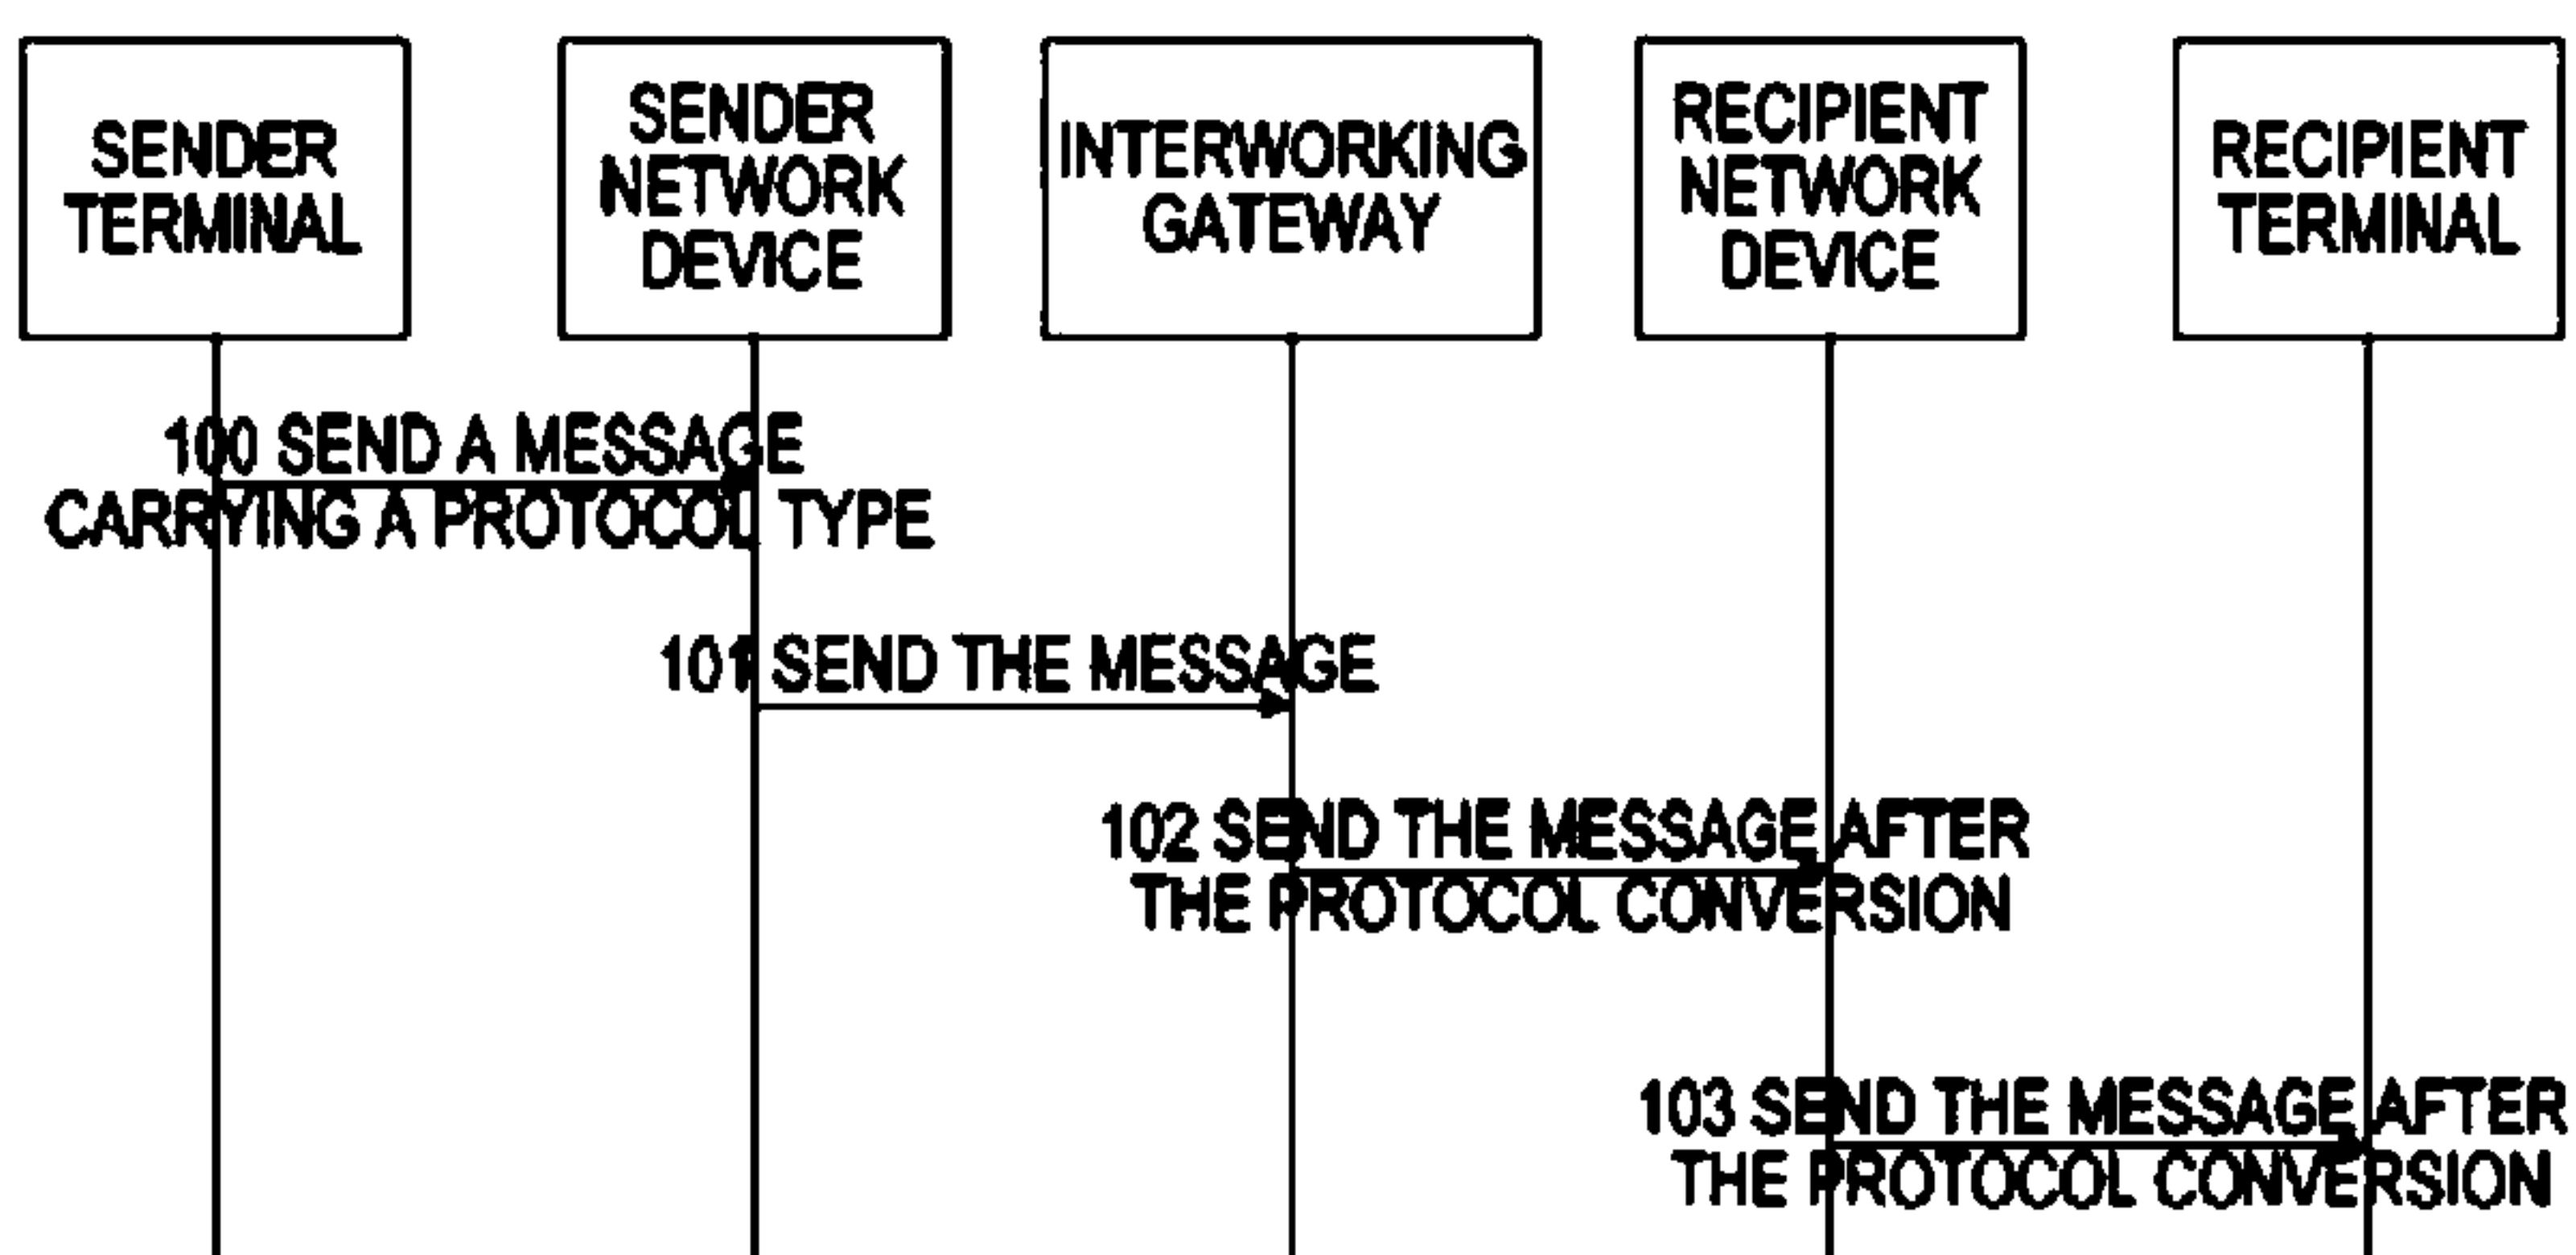 SENDER
TERMINAL
SENDER
NETWORK
DEVICE
INTERWORKING
GATEWAY
RECIPIENT
NETWORK
DEVICE
RECIPIENT
TERMINAL
100 SEND A MESSAGE
CARRYING A PROTOCOL TYPE
101 SEND THE MESSAGE
102 SEND THE MESSAGE AFTER
THE PROTOCOL CONVERSION
103 SEND THE MESSAGE AFTER
THE PROTOCOL CONVERSION